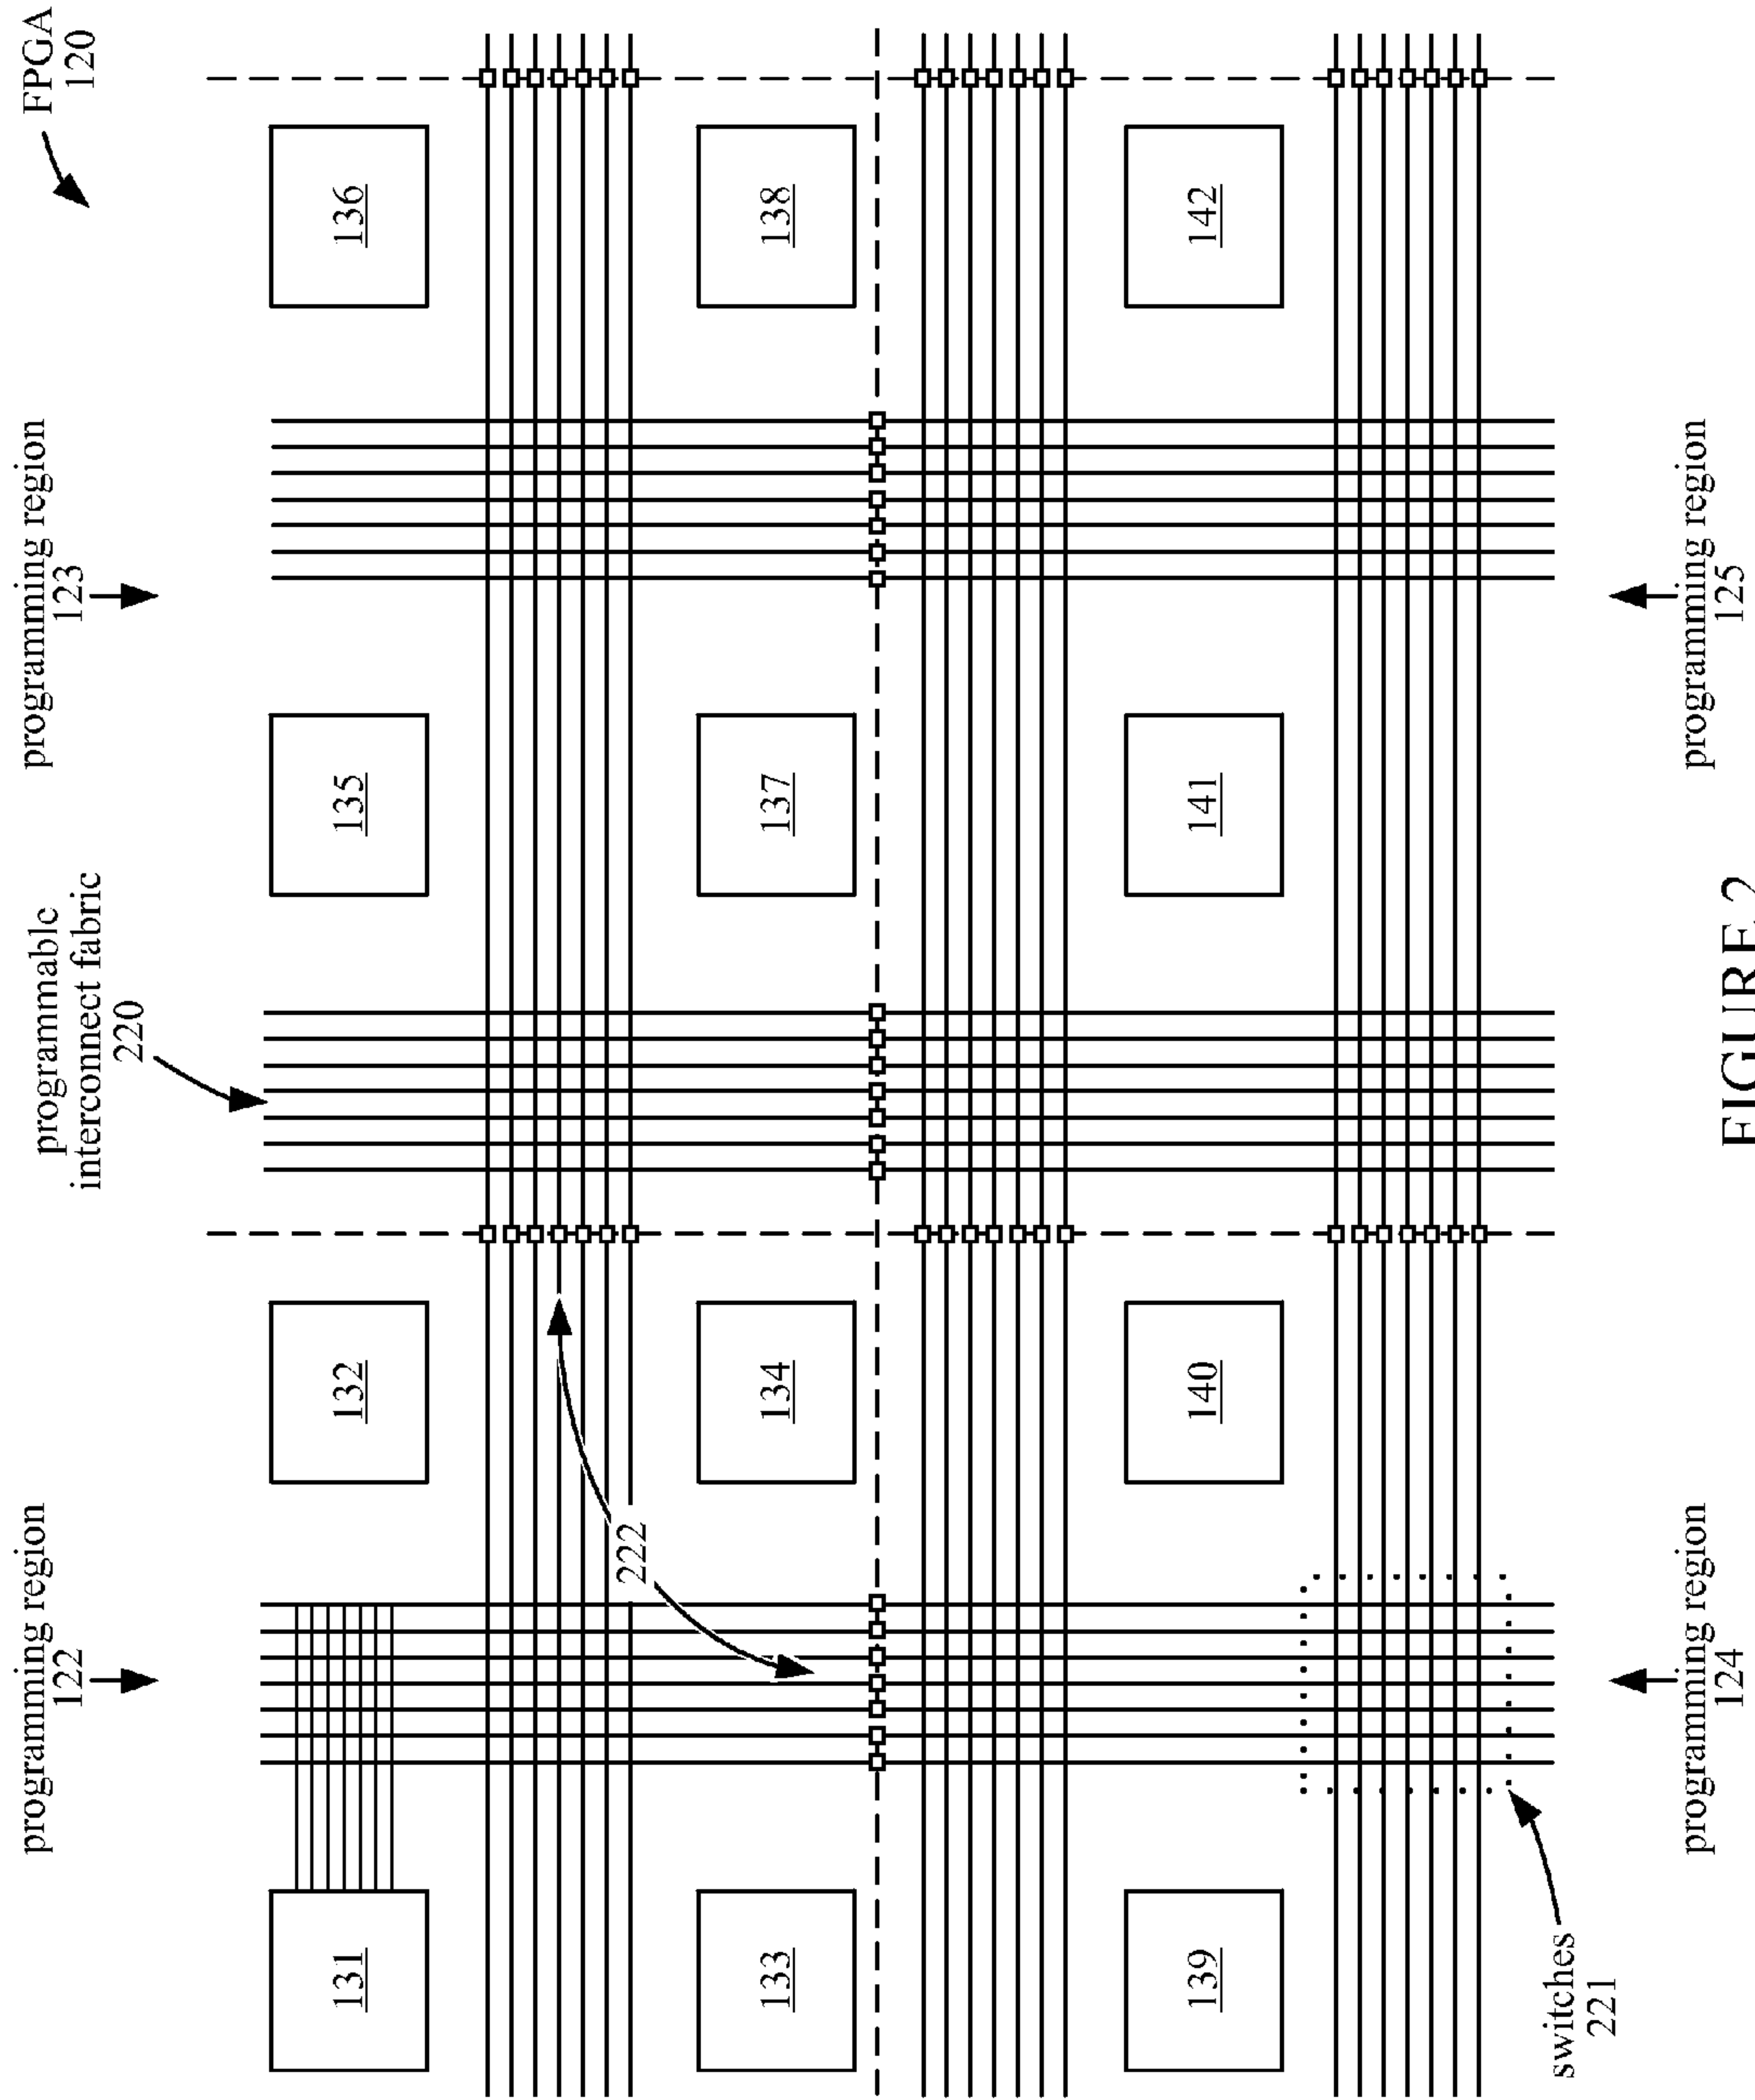 programming region
122
programmable
interconnect fabric
220
programming region
123
FPGA
120
131
132
135
136
222
133
134
137
138
139
140
141
142
switches
221
programming region
124
programming region
125
FIGURE 2